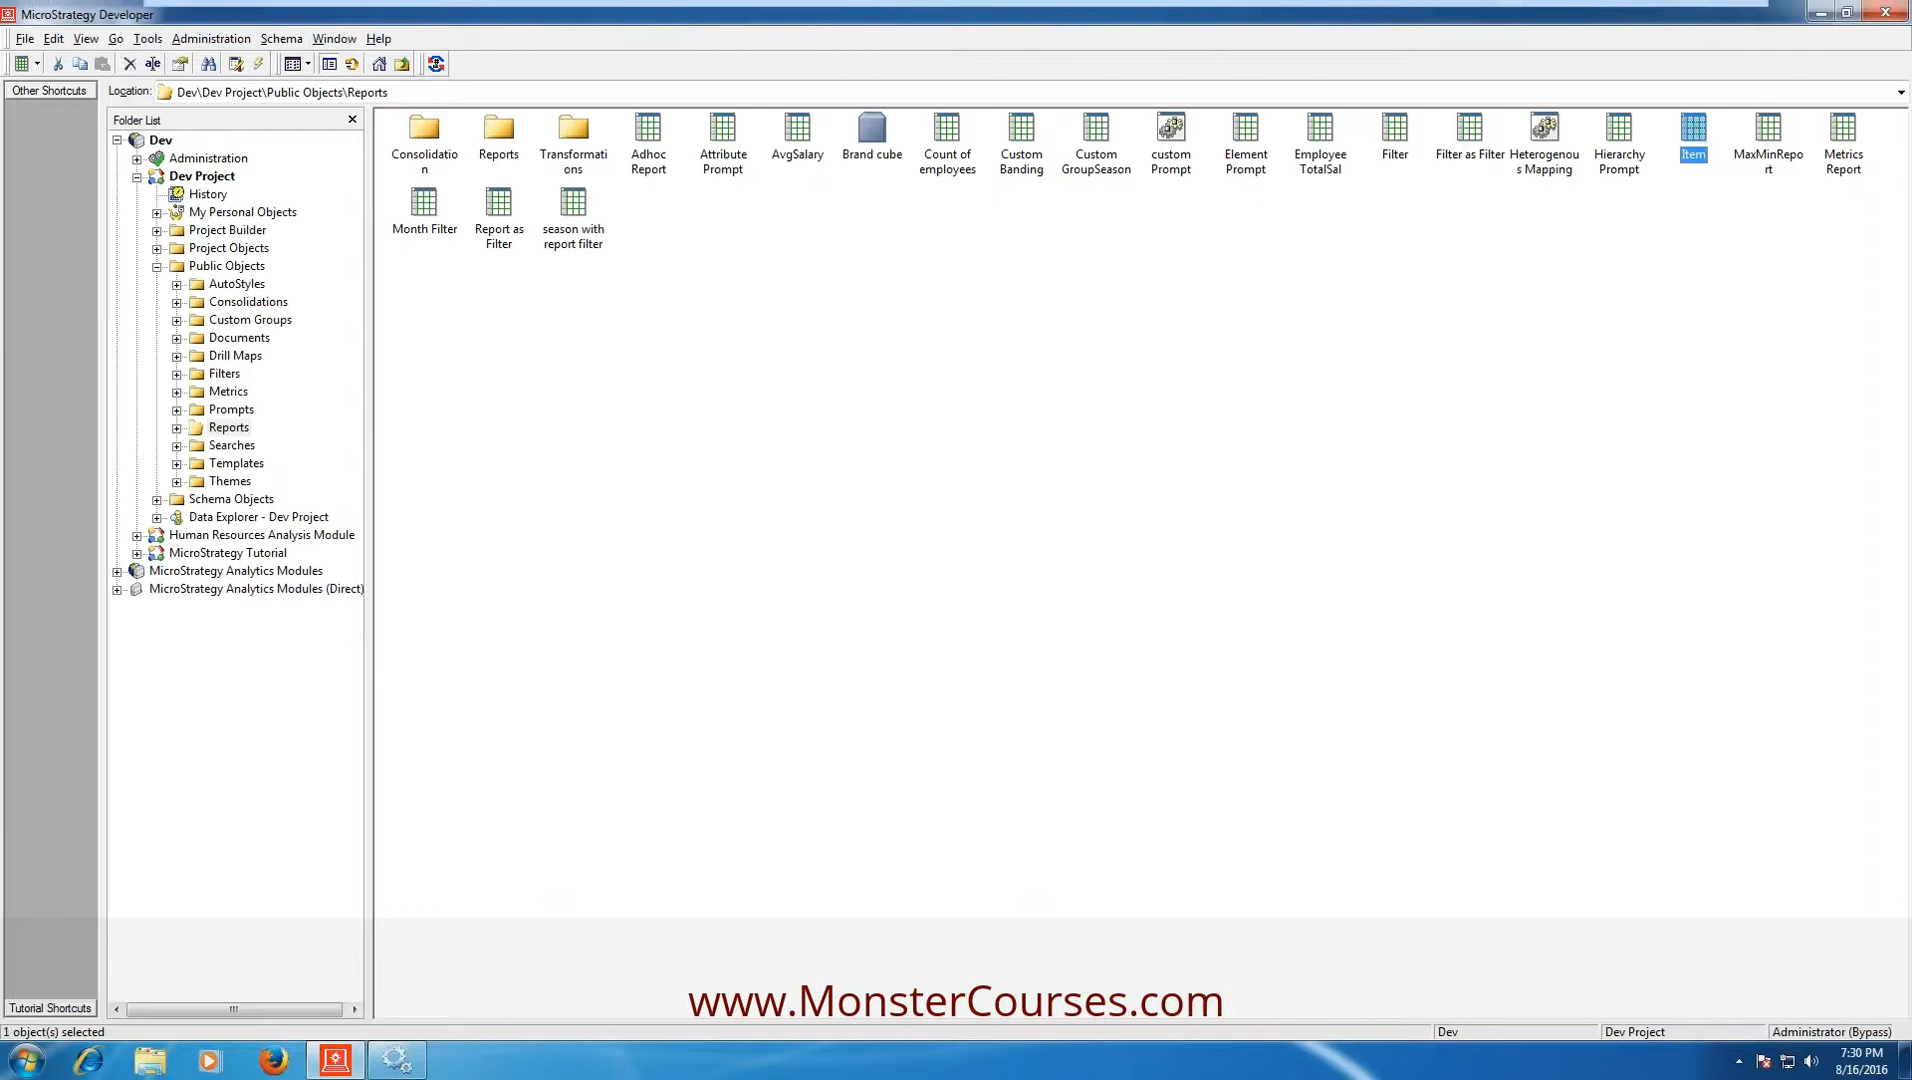 MicroStrategy Developer
File Edit View Go Tools Administration Schema Window Help
Other Shortcuts
Location: Dev\Dev Project\Public Objects\Reports
Folder List
Dev
Administration
Dev Project
History
My Personal Objects
Project Builder
Project Objects
Public Objects
AutoStyles
Consolidations
Custom Groups
Documents
Drill Maps
Filters
Metrics
Prompts
Reports
Searches
Templates
Themes
Schema Objects
Data Explorer - Dev Project
Human Resources Analysis Module
MicroStrategy Tutorial
MicroStrategy Analytics Modules
MicroStrategy Analytics Modules (Direct)
Tutorial Shortcuts
Consolidatio
n
Reports
Transformati
ons
Adhoc
Report
Attribute
Prompt
AvgSalary
Brand cube
Count of
employees
Custom
Banding
Custom
GroupSeason
custom
Prompt
Element
Prompt
Employee
TotalSal
Filter
Filter as Filter
Heterogenou
s Mapping
Hierarchy
Prompt
Item
MaxMinRepo
rt
Metrics
Report
Month Filter
Report as
Filter
season with
report filter
www.MonsterCourses.com
1 object(s) selected
Dev
Dev Project
Administrator (Bypass)
7:30 PM
8/16/2016